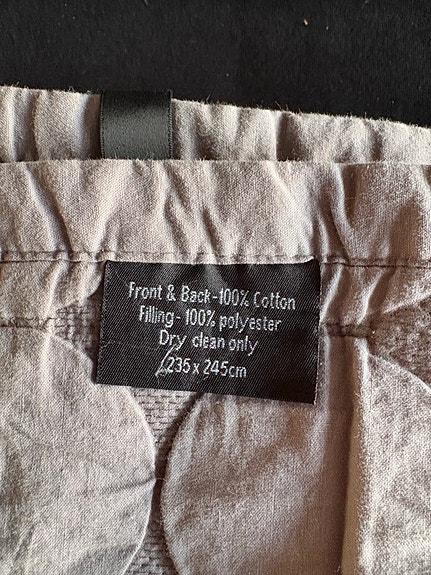 Front & Back-100% Cotton
Filling- 100% polyester
Dry clean only
235 x 245cm